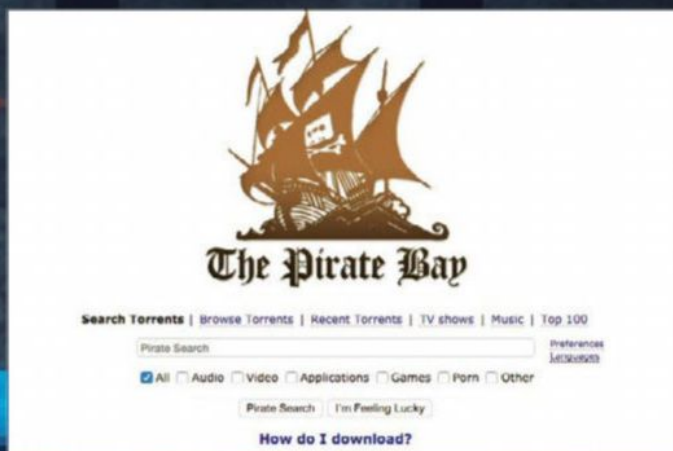 The Pirate Bay
Search Torrents | Browse Torrents | Recent Torrents | TV shows | Music | Top 100
Pirate Search
Preferences
Languages
All Audio Video Applications Games Porn Other
Pirate Search I'm Feeling Lucky
How do I download?